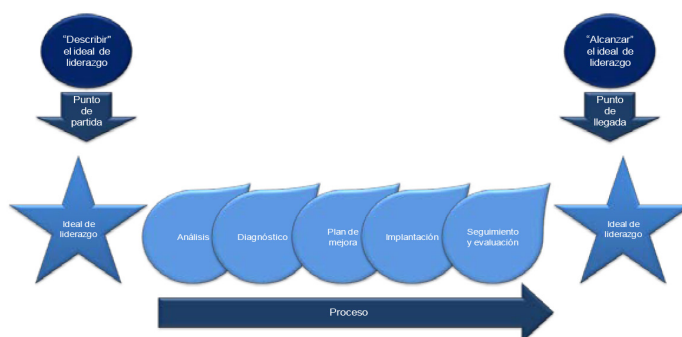 "Describir"
el ideal de
liderazgo
Punto
de
partida
Ideal de
liderazgo
Análisis
Diagnóstico
Plan de
mejora
Implantación
Seguimiento
y evaluación
Proceso
"Alcanzar"
el ideal de
liderazgo
Punto
de
llegada
Ideal de
liderazgo